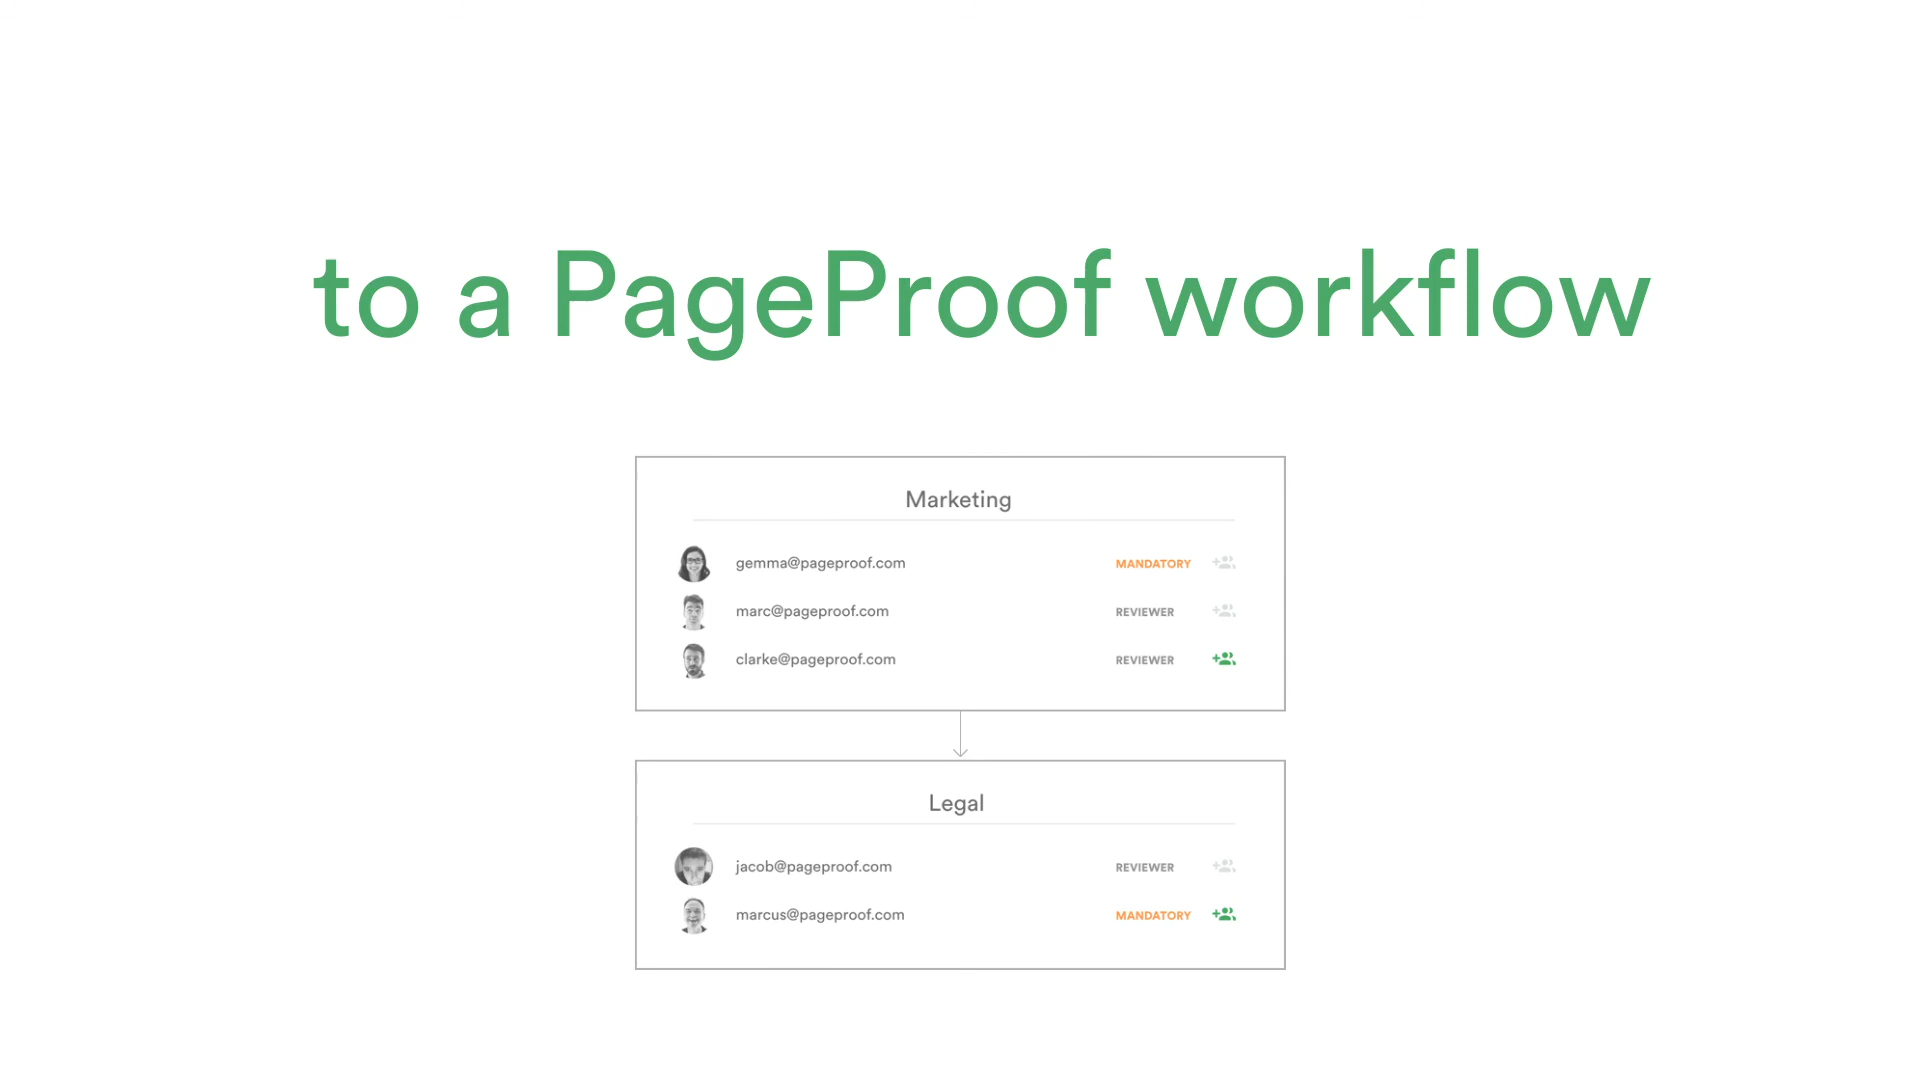 to a PageProof workflow
Marketing
gemma@pageproof.com MANDATORY
marc@pageproof.com REVIEWER
clarke@pageproof.com REVIEWER
Legal
jacob@pageproof.com REVIEWER
marcus@pageproof.com MANDATORY